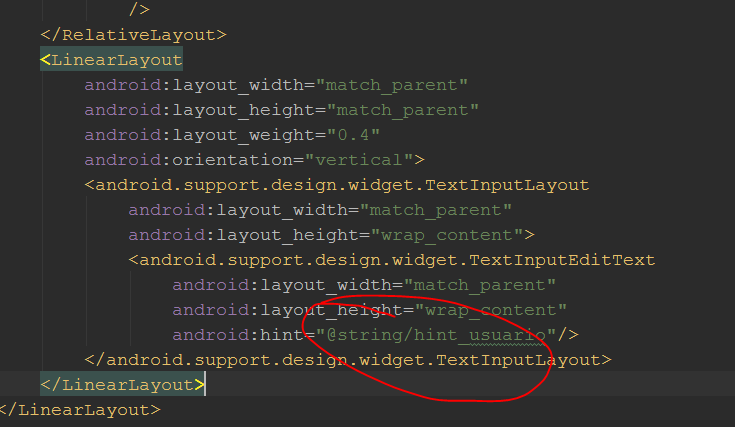 />
</RelativeLayout>
<LinearLayout
android:layout_width="match_parent"
android:layout_height="match_parent"
android:layout_weight="0.4"
android:orientation="vertical">
<android.support.design.widget.TextInputLayout
android:layout_width="match_parent"
android:layout_height="wrap_content">
<android.support.design.widget.TextInputEditText
android:layout_width="match_parent"
android:layout_height="wrap_content"
android:hint="@string/hint_usuario"/>
</android.support.design.widget.TextInputLayout>
</LinearLayout>
</LinearLayout>